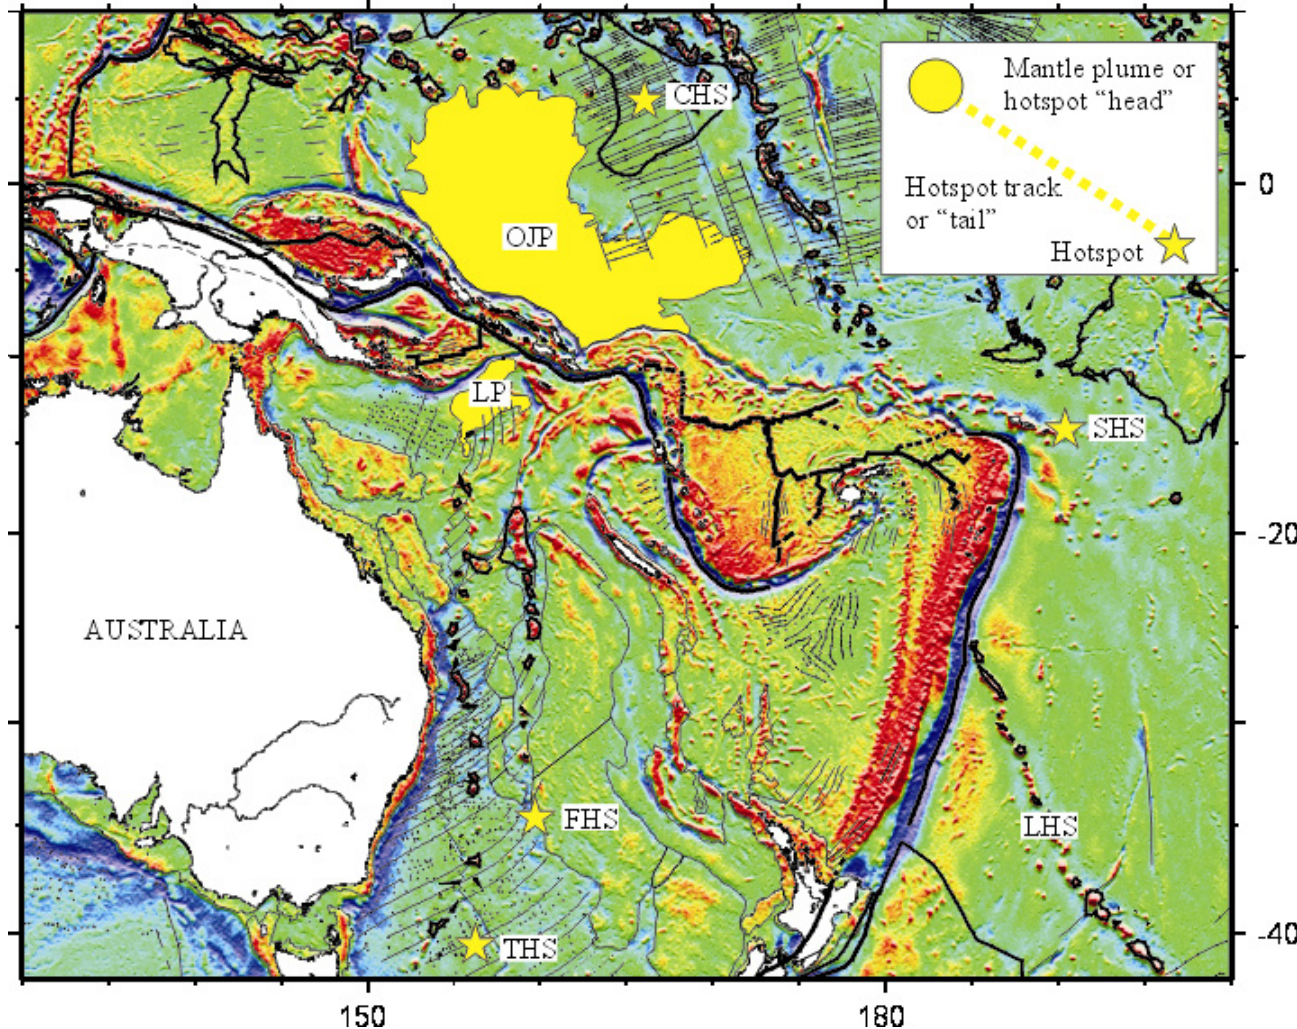 CHS
Mantle plume or
hotspot “head”
Hotspot track
or “tail”
Hotspot
OJP
LP
SHS
AUSTRALIA
FHS
LHS
THS
0
-20
-40
150
180